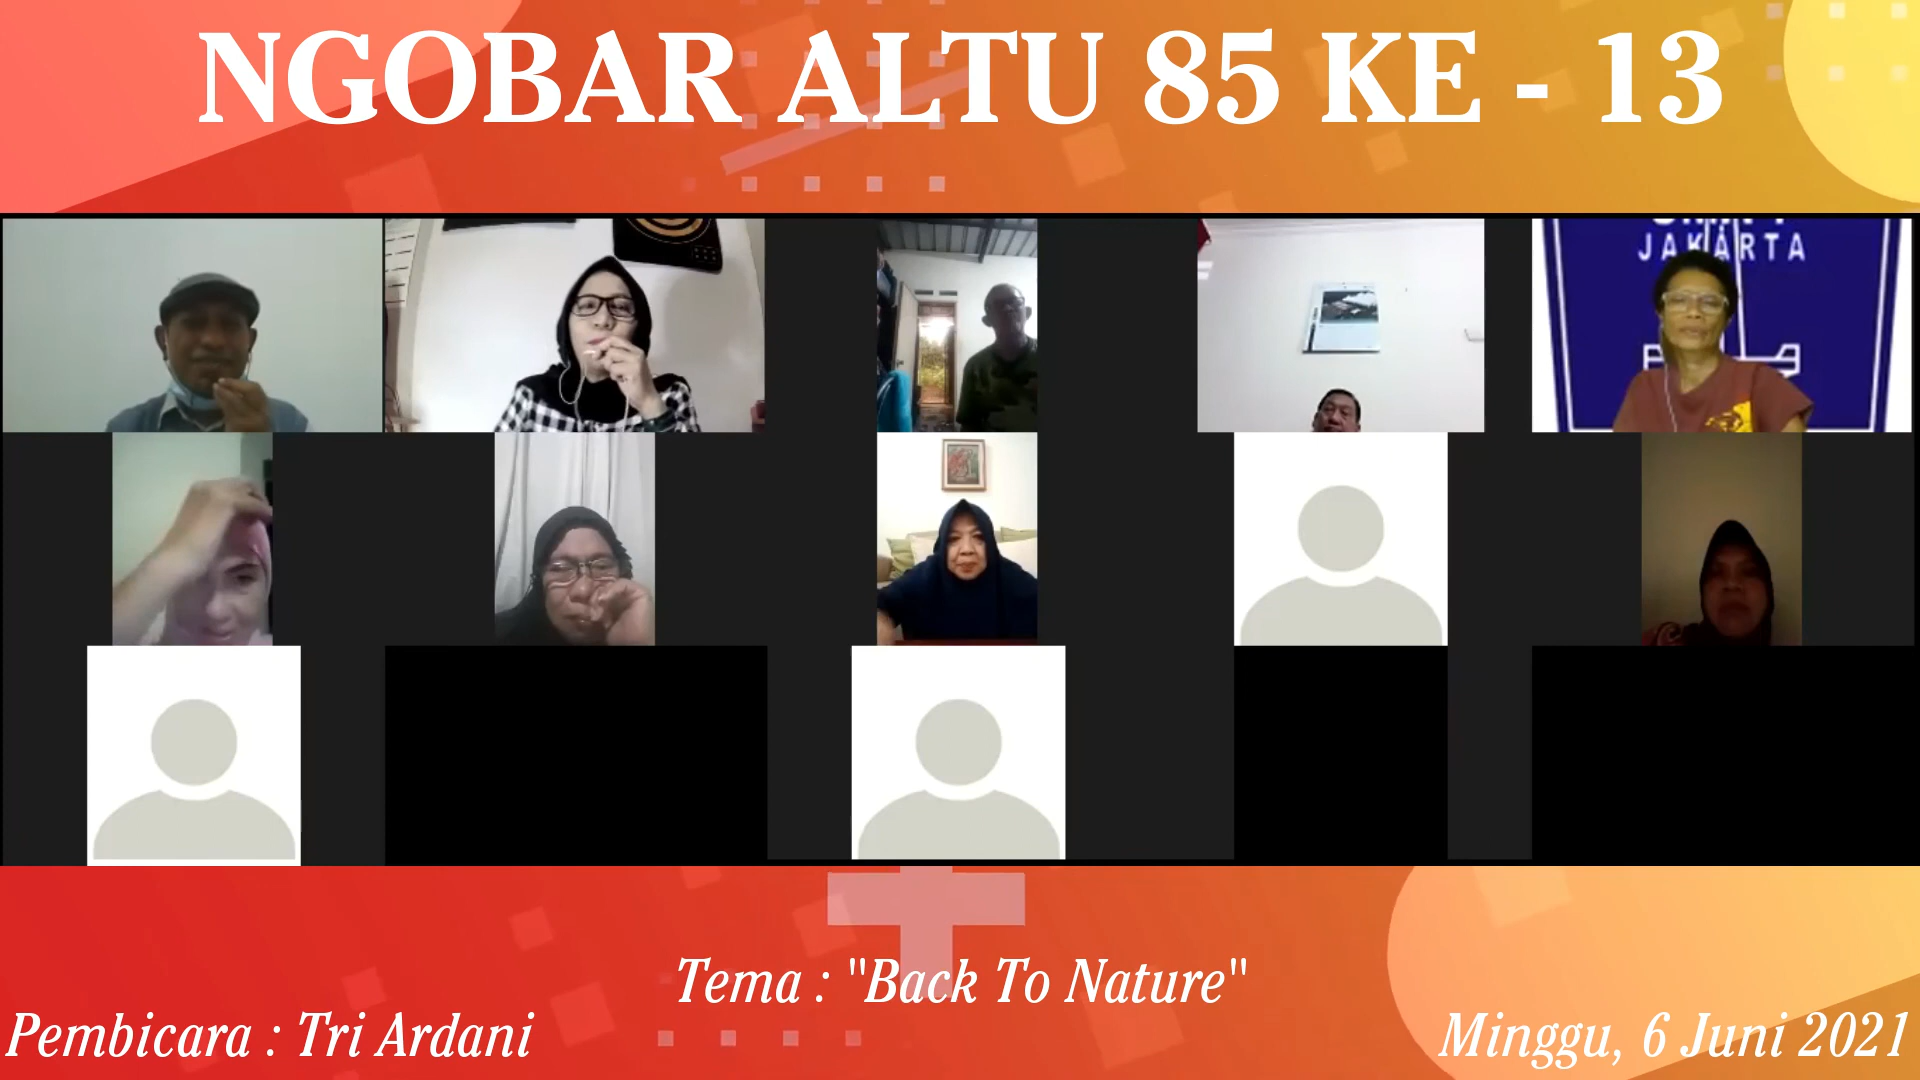 NGOBAR ALTU 85 KE - 13
JAKARTA
Tema : "Back To Nature"
Pembicara : Tri Ardani
Minggu, 6 Juni 2021